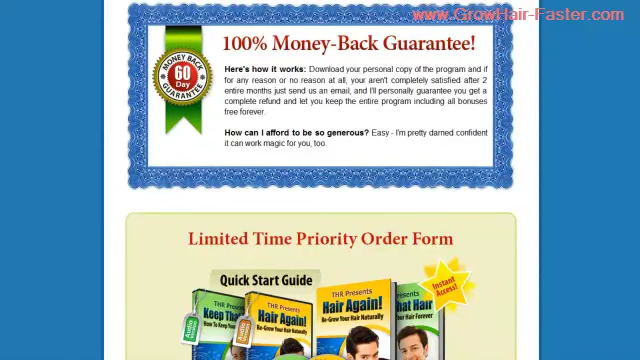 www.GrowHair-Faster.com
100% Money-Back Guarantee!
MONEY BACK
60
Day
GUARANTEE
Here's how it works: Download your personal copy of the program and if
for any reason or no reason at all, your aren't completely satisfied after 2
entire months just send us an email, and I'll personally guarantee you get a
complete refund and let you keep the entire program including all bonuses
free forever.
How can I afford to be so generous? Easy - I'm pretty darned confident
it can work magic for you, too.
Limited Time Priority Order Form
Quick Start Guide
Instant
Access!
THR Presents
Keep Tha
How To Keep You
THR Presents
Hair Again!
Re-Grow Your Hair Naturally
THR Presents
Hair Again!
Re-Grow Your Hair Naturally
hat Hair
Your Hair Forever